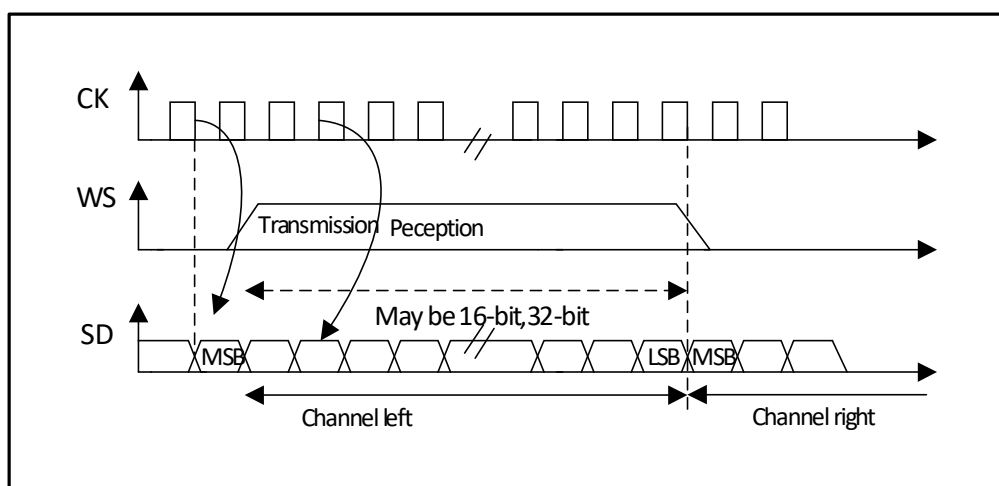 CK
WS
Transmission Peception
May be 16-bit,32-bit
SD
MSB
LSB
MSB
Channel left
Channel right